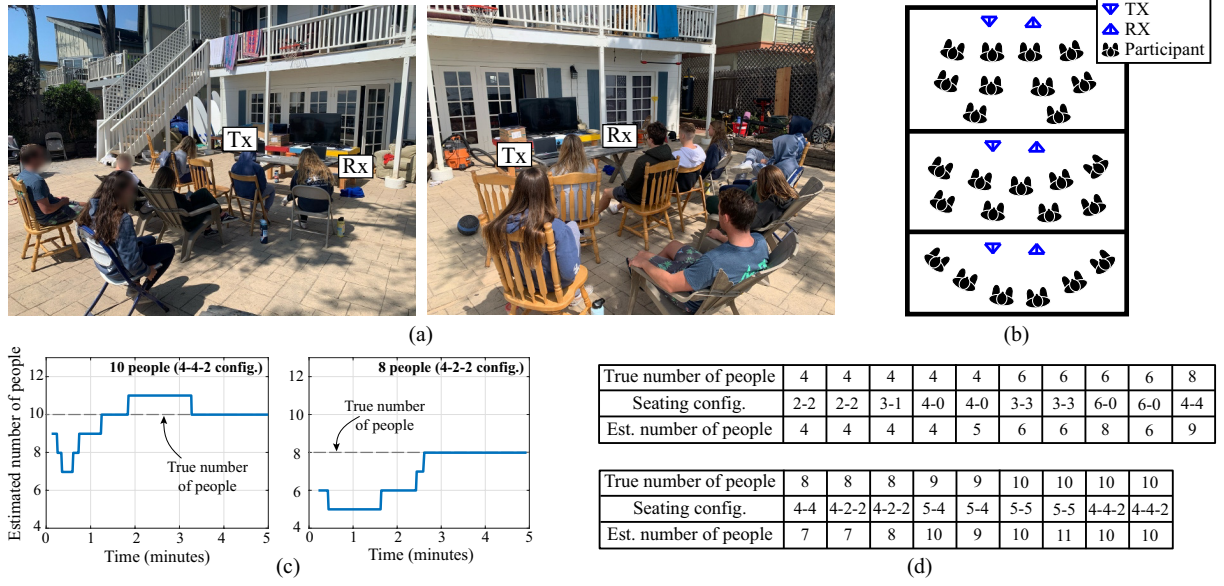 Tx
Rx
Tx
Rx
TX
RX
Participant
(a)
(b)
Estimated number of people
12
10
8
6
4
0
1
2
3
4
5
10 people (4-4-2 config.)
True number
of people
Time (minutes)
12
10
8
6
4
0
1
2
3
4
5
8 people (4-2-2 config.)
True number
of people
Time (minutes)
(c)
True number of people 4 4 4 4 4 6 6 6 6 8
Seating config. 2-2 2-2 3-1 4-0 4-0 3-3 3-3 6-0 6-0 4-4
Est. number of people 4 4 4 4 5 6 6 8 6 9
True number of people 8 8 8 9 9 10 10 10 10
Seating config. 4-4 4-2-2 4-2-2 5-4 5-4 5-5 5-5 4-4-2 4-4-2
Est. number of people 7 7 8 10 9 10 11 10 10
(d)